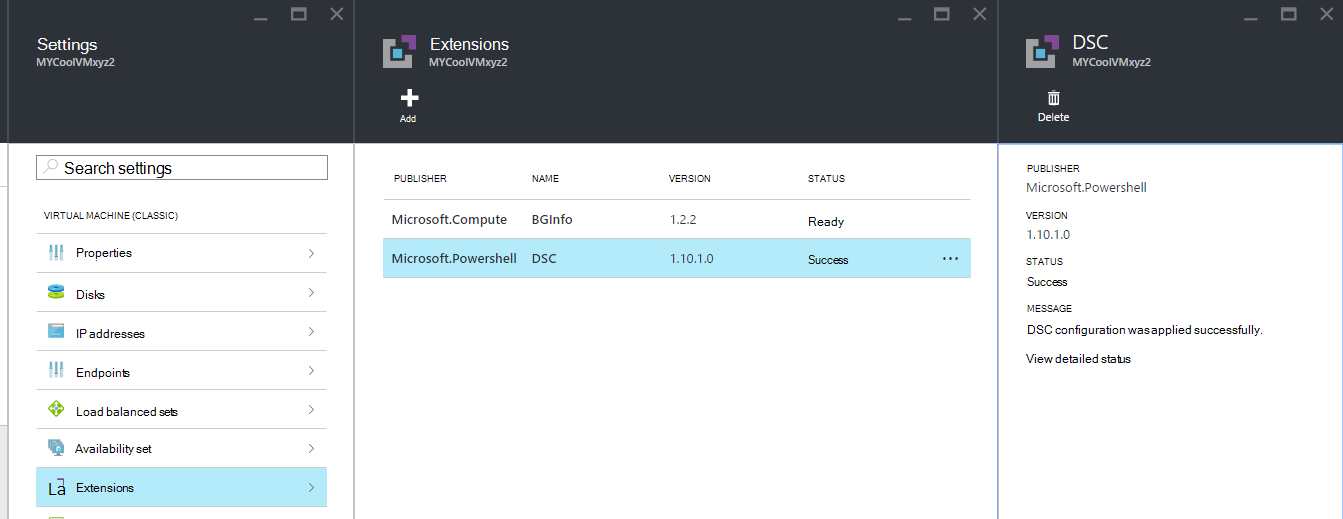 Settings
MYCoolVMxyz2
Search settings
VIRTUAL MACHINE (CLASSIC)
Properties
Disks
IP addresses
Endpoints
Load balanced sets
Availability set
La Extensions
Extensions
MYCoolVMxyz2
Add
PUBLISHER NAME VERSION STATUS
Microsoft.Compute BGInfo 1.2.2 Ready
Microsoft.Powershell DSC 1.10.1.0 Success ...
DSC
MYCoolVMxyz2
Delete
PUBLISHER
Microsoft.Powershell
VERSION
1.10.1.0
STATUS
Success
MESSAGE
DSC configuration was applied successfully.
View detailed status